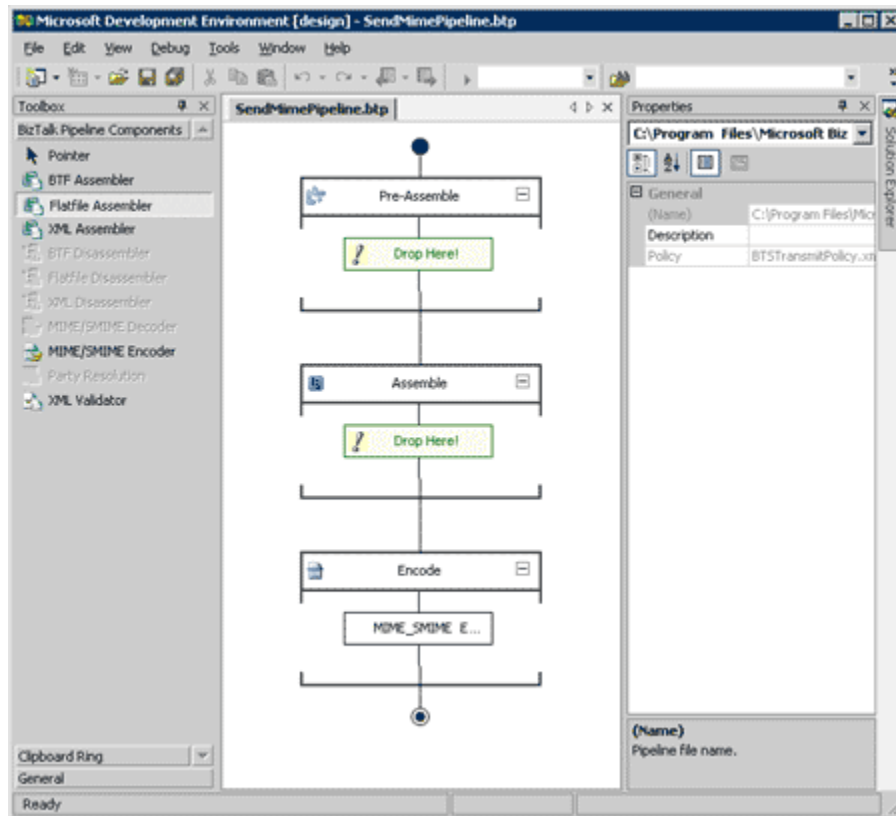 Microsoft Development Environment [design] - SendMimePipeline.btp
File Edit View Debug Tools Window Help
Toolbox
BizTalk Pipeline Components
Pointer
BTF Assembler
Flatfile Assembler
XML Assembler
BTF Disassembler
Flatfile Disassembler
XML Disassembler
MIME/SMIME Decoder
MIME/SMIME Encoder
Party Resolution
XML Validator
Clipboard Ring
General
SendMimePipeline.btp
Pre-Assemble
Drop Here!
Assemble
Drop Here!
Encode
MIME_SMIME E...
Properties
C:\Program Files\Microsoft Biz
General
(Name) C:\Program Files\Micr
Description
Policy BTSTransmitPolicy.xm
(Name)
Pipeline file name.
Solution Explorer
Ready